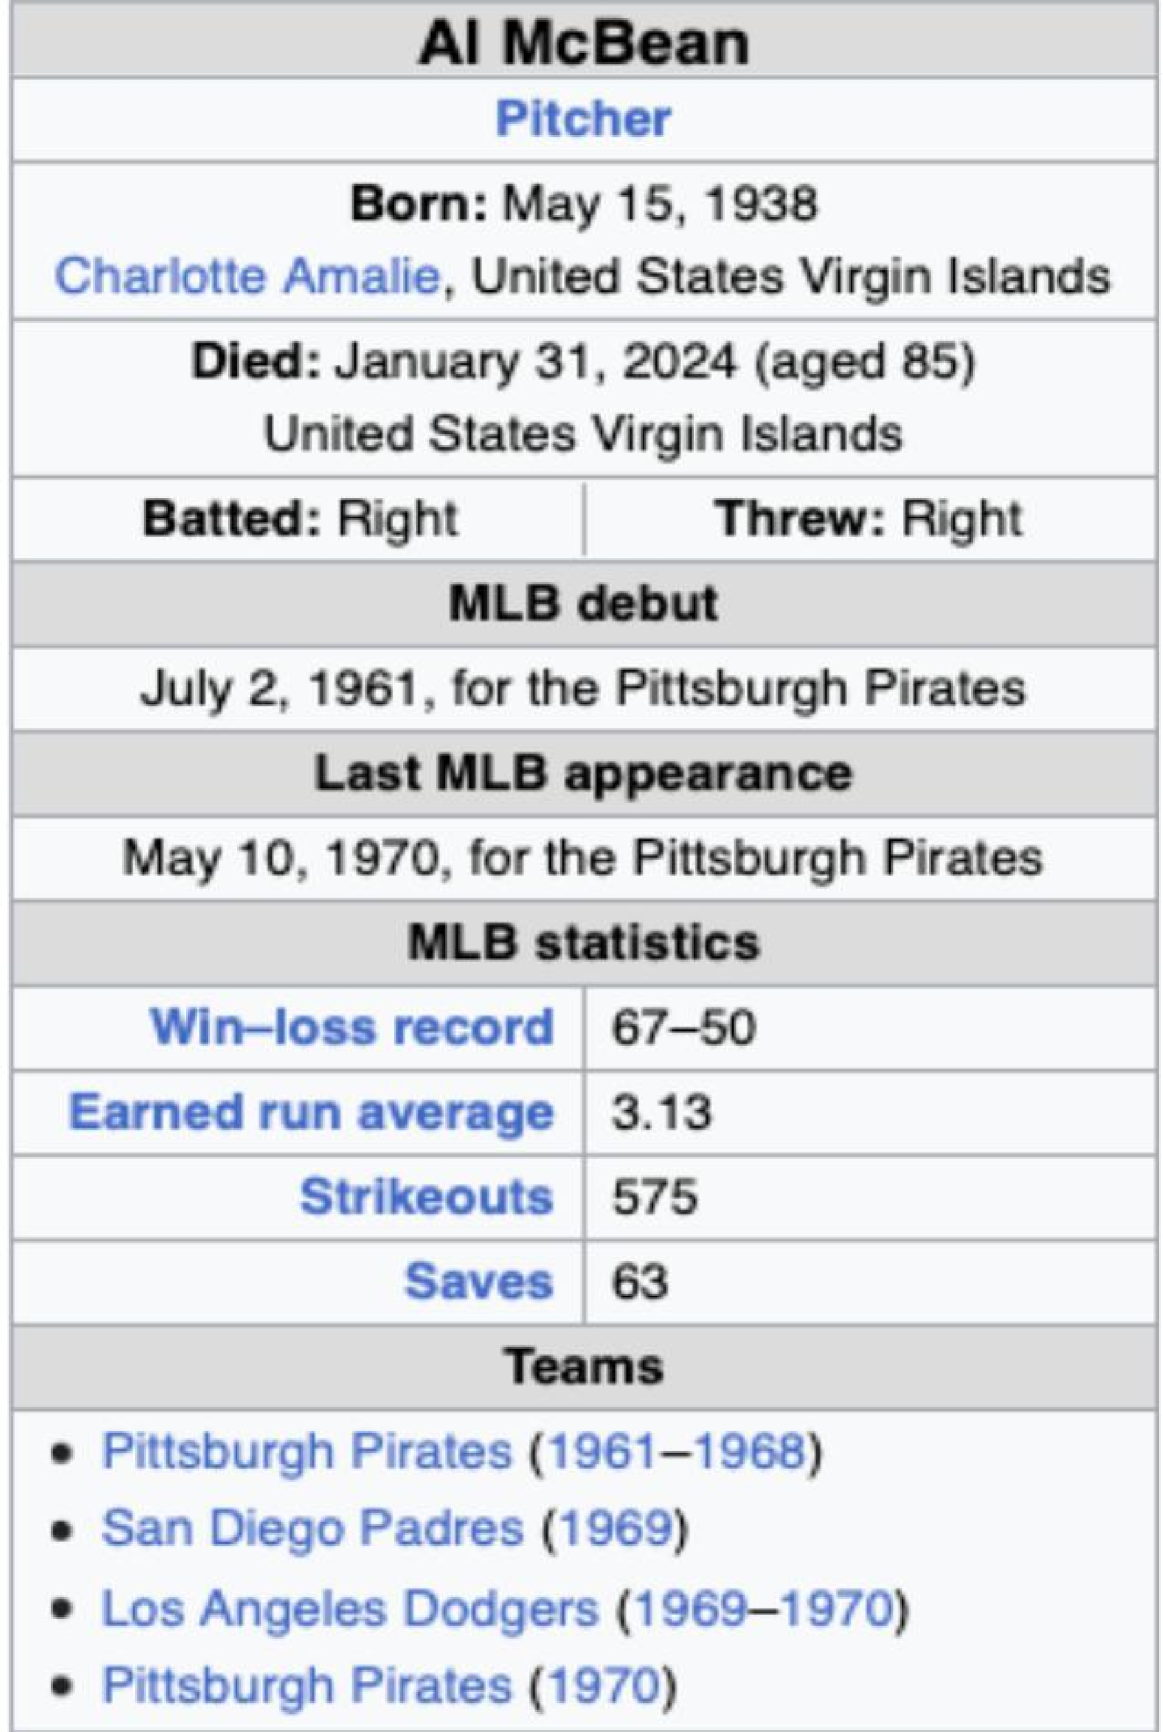 Al McBean
Pitcher
Born: May 15, 1938
Charlotte Amalie, United States Virgin Islands
Died: January 31, 2024 (aged 85)
United States Virgin Islands
Batted: Right Threw: Right
MLB debut
July 2, 1961, for the Pittsburgh Pirates
Last MLB appearance
May 10, 1970, for the Pittsburgh Pirates
MLB statistics
Win–loss record 67–50
Earned run average 3.13
Strikeouts 575
Saves 63
Teams
• Pittsburgh Pirates (1961–1968)
• San Diego Padres (1969)
• Los Angeles Dodgers (1969–1970)
• Pittsburgh Pirates (1970)